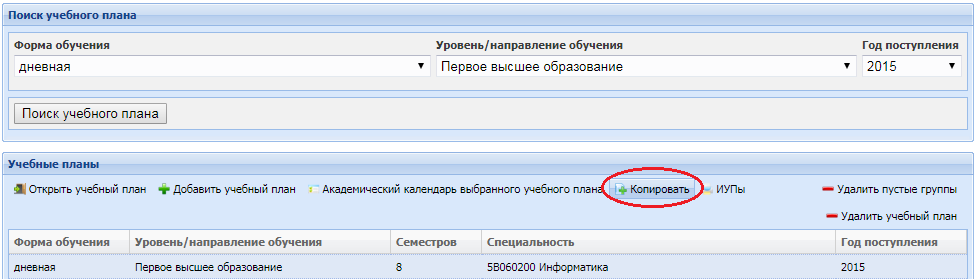 Поиск учебного плана
Форма обучения Уровень/направление обучения Год поступления
дневная Первое высшее образование 2015
Поиск учебного плана
Учебные планы
Открыть учебный план Добавить учебный план Академический календарь выбранного учебного плана Копировать ИУПы Удалить пустые группы
Удалить учебный план
Форма обучения Уровень/направление обучения Семестров Специальность Год поступления
дневная Первое высшее образование 8 5B060200 Информатика 2015